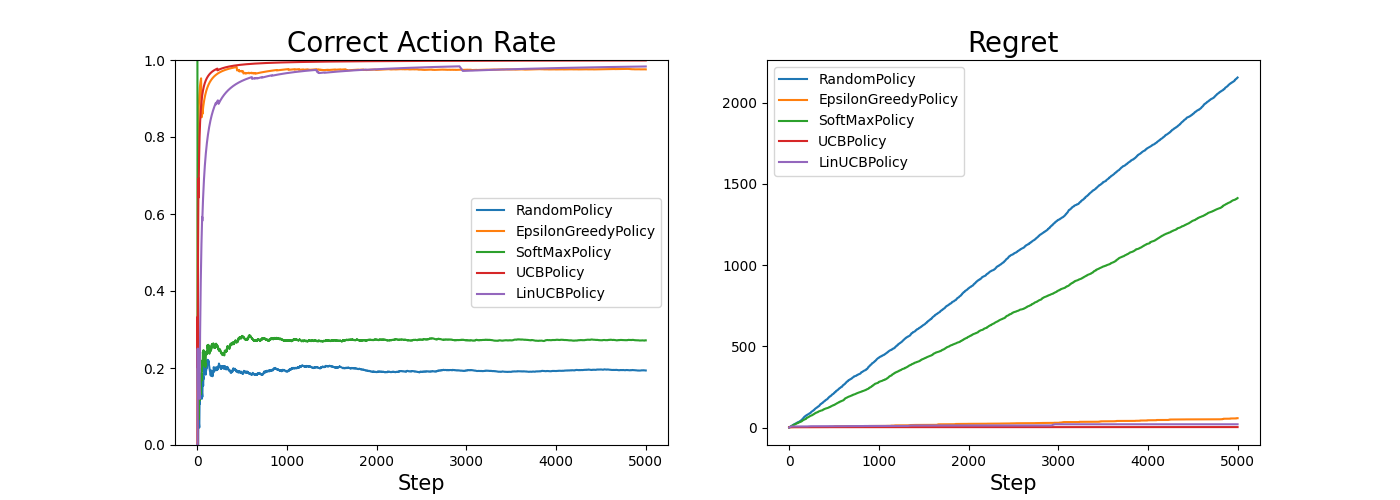 Correct Action Rate
1.0
0.8
0.6
0.4
0.2
0.0
RandomPolicy
EpsilonGreedyPolicy
SoftMaxPolicy
UCBPolicy
LinUCBPolicy
0 1000 2000 3000 4000 5000
Step
Regret
2000
1500
1000
500
0
RandomPolicy
EpsilonGreedyPolicy
SoftMaxPolicy
UCBPolicy
LinUCBPolicy
0 1000 2000 3000 4000 5000
Step